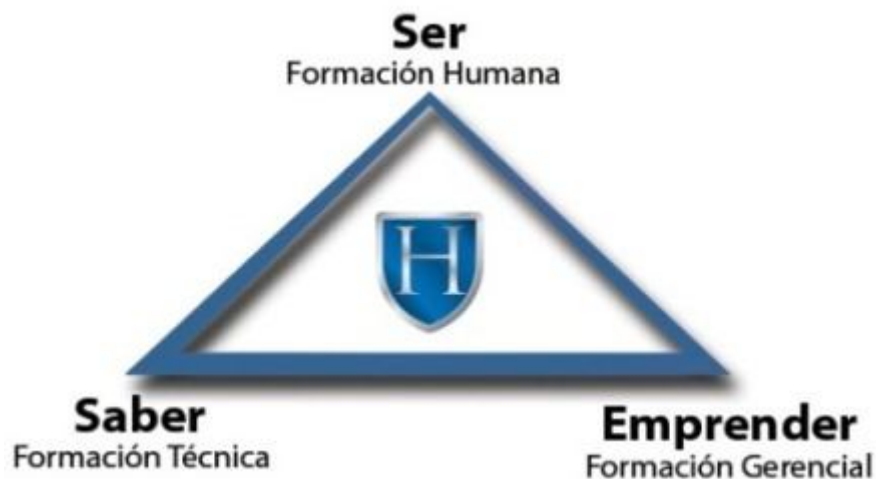 Ser
Formación Humana
H
Saber
Formación Técnica
Emprender
Formación Gerencial